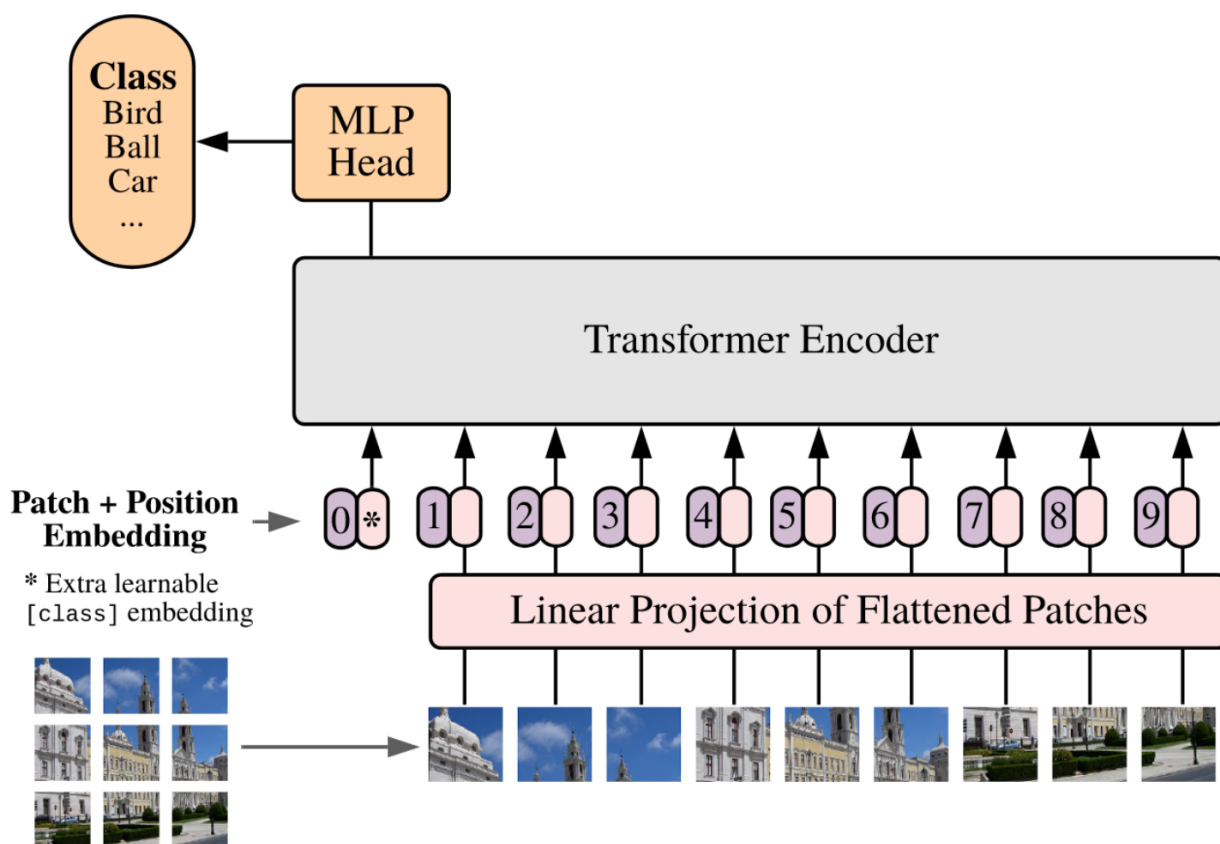 Class
Bird
Ball
Car
...
MLP
Head
Transformer Encoder
Patch + Position
Embedding
* Extra learnable
[class] embedding
0 * 1 2 3 4 5 6 7 8 9
Linear Projection of Flattened Patches